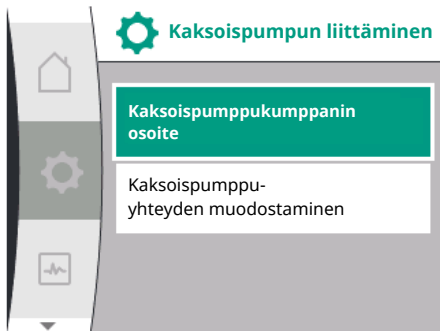 Kaksoispumpun liittäminen
Kaksoispumppukumppanin
osoite
Kaksoispumppu-
yhteyden muodostaminen